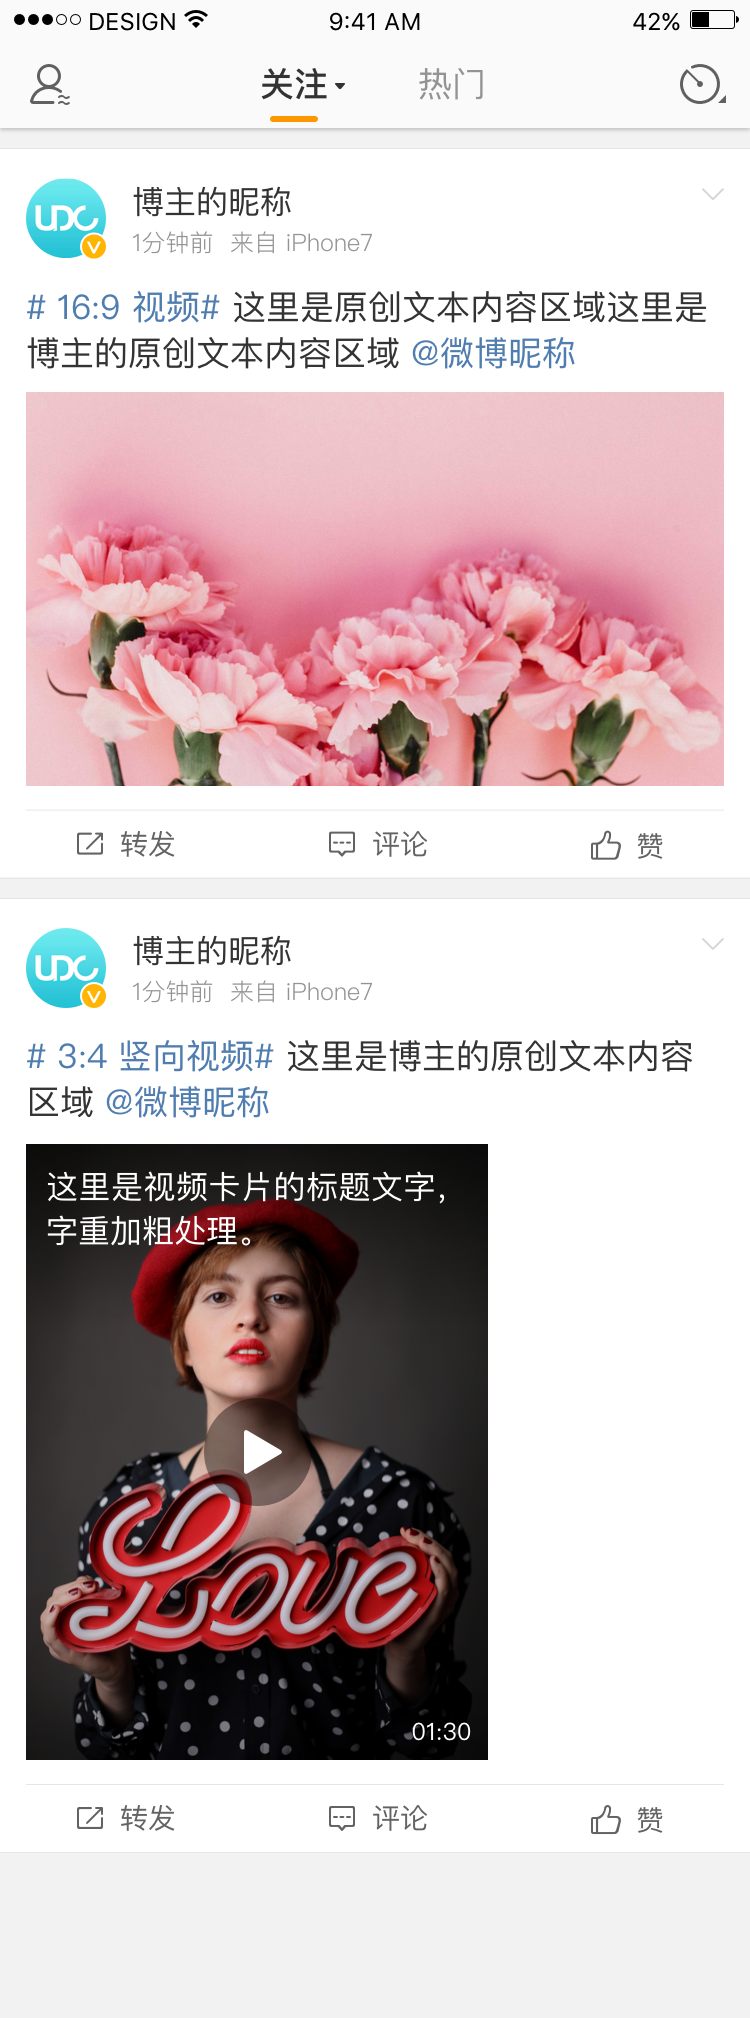 DESIGN 9:41 AM 42%
关注 热门
UDC
博主的昵称
1分钟前 来自 iPhone7
# 16:9 视频# 这里是原创文本内容区域这里是
博主的原创文本内容区域 @微博昵称
转发 评论 赞
UDC
博主的昵称
1分钟前 来自 iPhone7
# 3:4 竖向视频# 这里是博主的原创文本内容
区域 @微博昵称
这里是视频卡片的标题文字，
字重加粗处理。
Love
01:30
转发 评论 赞